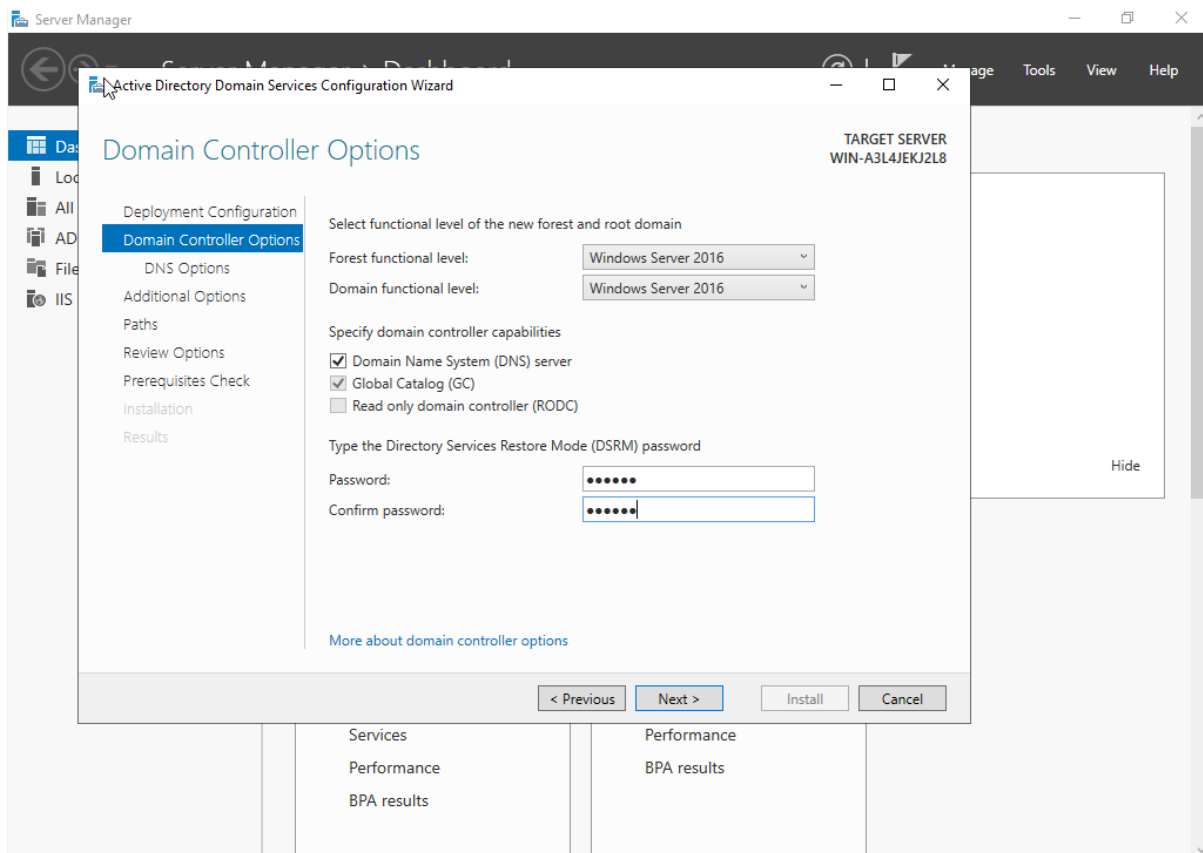 Server Manager
Manage Tools View Help
Active Directory Domain Services Configuration Wizard
Domain Controller Options
TARGET SERVER
WIN-A3L4JEKJ2L8
Das
Loc
All
AD
File
IIS
Deployment Configuration
Domain Controller Options
DNS Options
Additional Options
Paths
Review Options
Prerequisites Check
Installation
Results
Select functional level of the new forest and root domain
Forest functional level: Windows Server 2016
Domain functional level: Windows Server 2016
Specify domain controller capabilities
Domain Name System (DNS) server
Global Catalog (GC)
Read only domain controller (RODC)
Type the Directory Services Restore Mode (DSRM) password
Password: ••••••
Confirm password: ••••••
More about domain controller options
Hide
< Previous Next > Install Cancel
Services
Performance
BPA results
Performance
BPA results